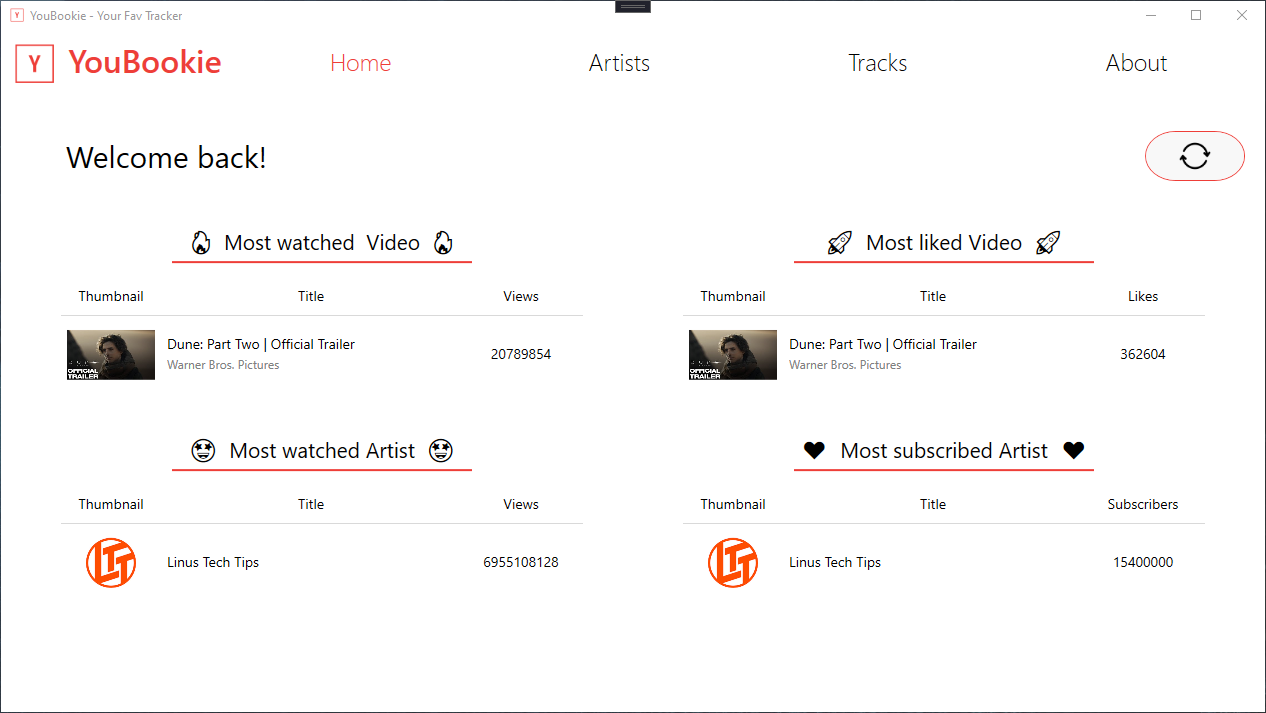 YouBookie - Your Fav Tracker
Y YouBookie Home Artists Tracks About
Welcome back!
🔥 Most watched  Video 🔥
Thumbnail Title Views
OFFICIAL TRAILER
Dune: Part Two | Official Trailer
Warner Bros. Pictures
20789854
🚀 Most liked Video 🚀
Thumbnail Title Likes
OFFICIAL TRAILER
Dune: Part Two | Official Trailer
Warner Bros. Pictures
362604
🤩 Most watched Artist 🤩
Thumbnail Title Views
LTT Linus Tech Tips 6955108128
❤ Most subscribed Artist ❤
Thumbnail Title Subscribers
LTT Linus Tech Tips 15400000